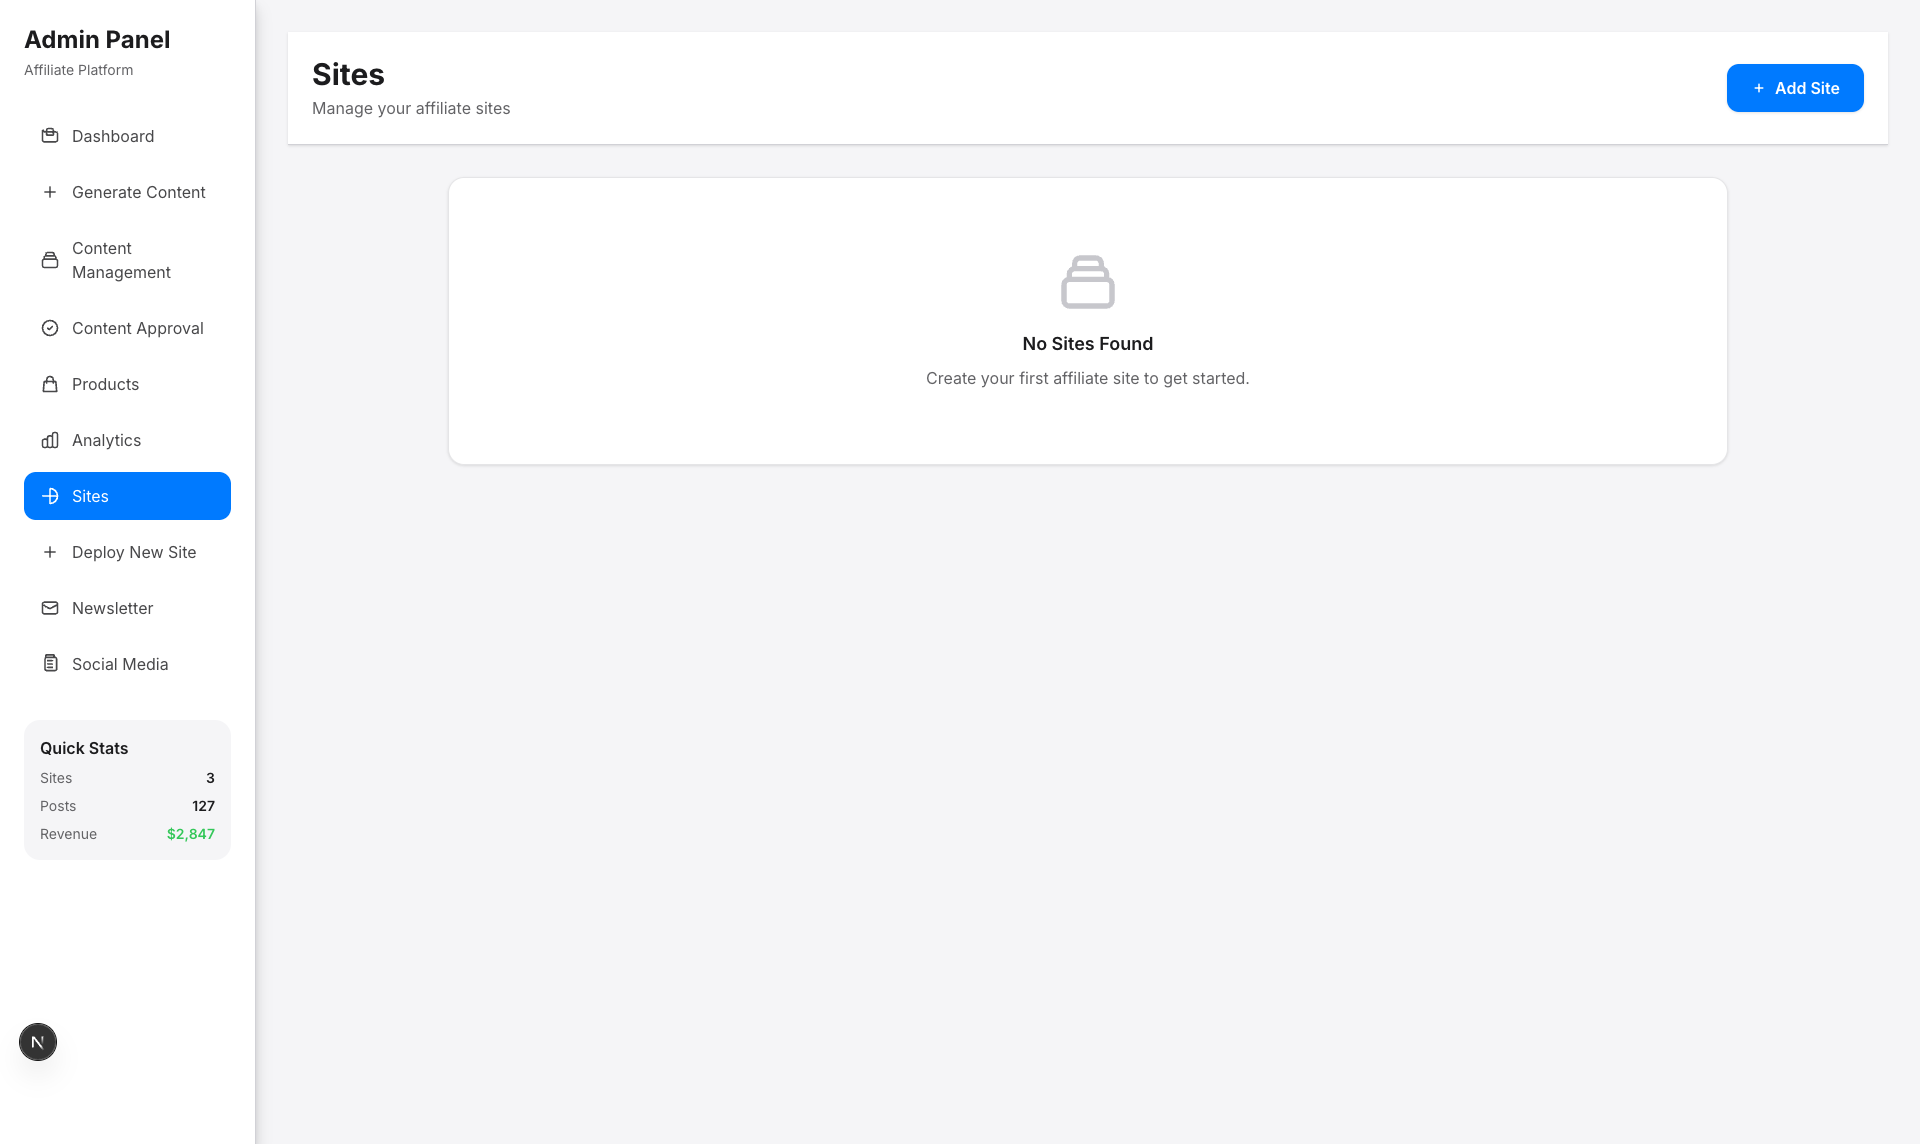 Admin Panel
Affiliate Platform
Dashboard
Generate Content
Content
Management
Content Approval
Products
Analytics
Sites
Deploy New Site
Newsletter
Social Media
Quick Stats
Sites 3
Posts 127
Revenue $2,847
N
Sites
Manage your affiliate sites
+ Add Site
No Sites Found
Create your first affiliate site to get started.